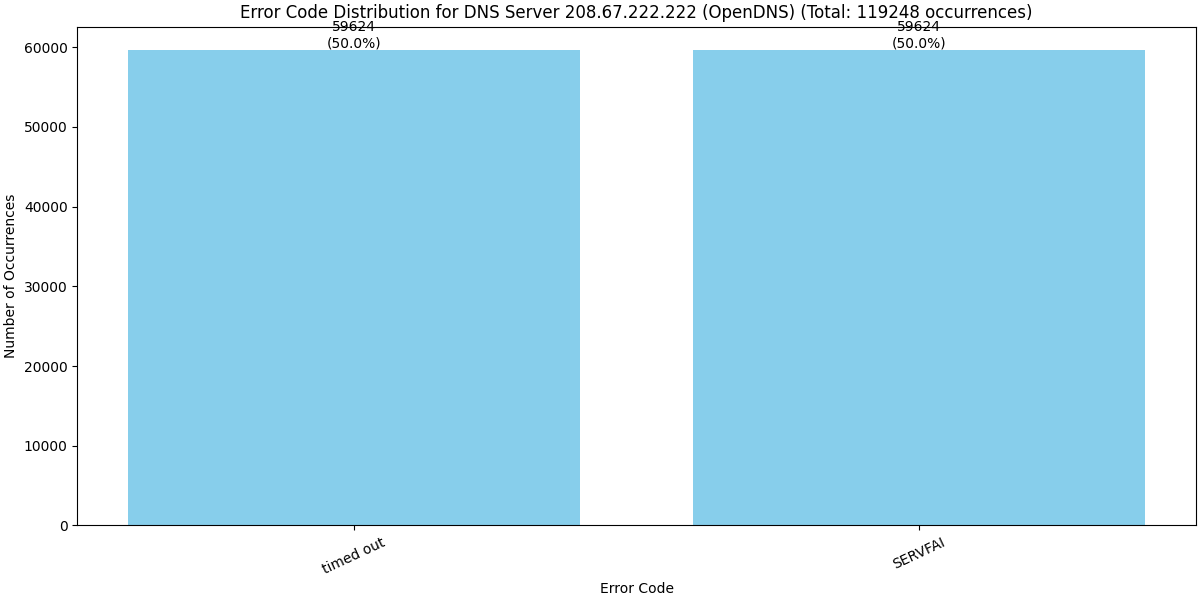 Error Code Distribution for DNS Server 208.67.222.222 (OpenDNS) (Total: 119248 occurrences)
59624
(50.0%)
59624
(50.0%)
60000
50000
40000
30000
20000
10000
0
Number of Occurrences
timed out
SERVFAI
Error Code